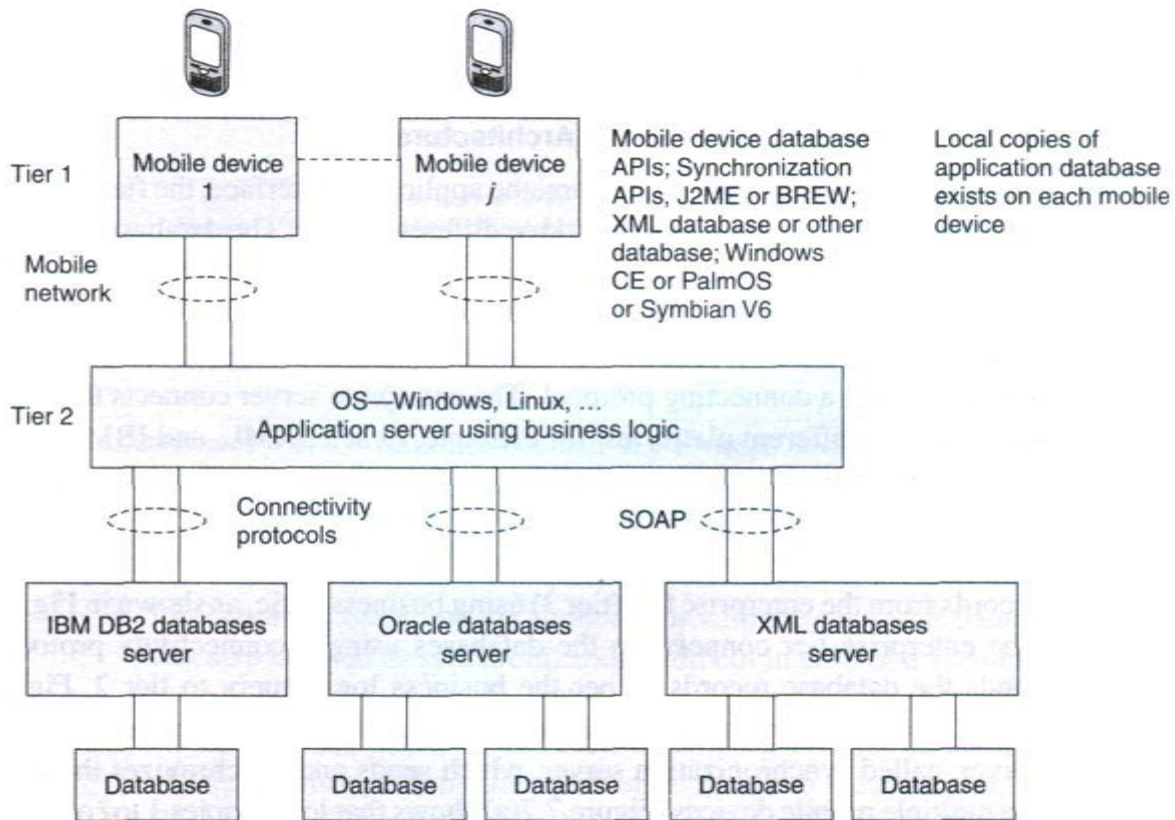 Mobile device
1
Mobile device
j
Tier 1
Mobile device database
APIs; Synchronization
APIs, J2ME or BREW;
XML database or other
database; Windows
CE or PalmOS
or Symbian V6
Local copies of
application database
exists on each mobile
device
Mobile
network
Tier 2
OS—Windows, Linux, ...
Application server using business logic
Connectivity
protocols
SOAP
IBM DB2 databases
server
Oracle databases
server
XML databases
server
Database
Database
Database
Database
Database